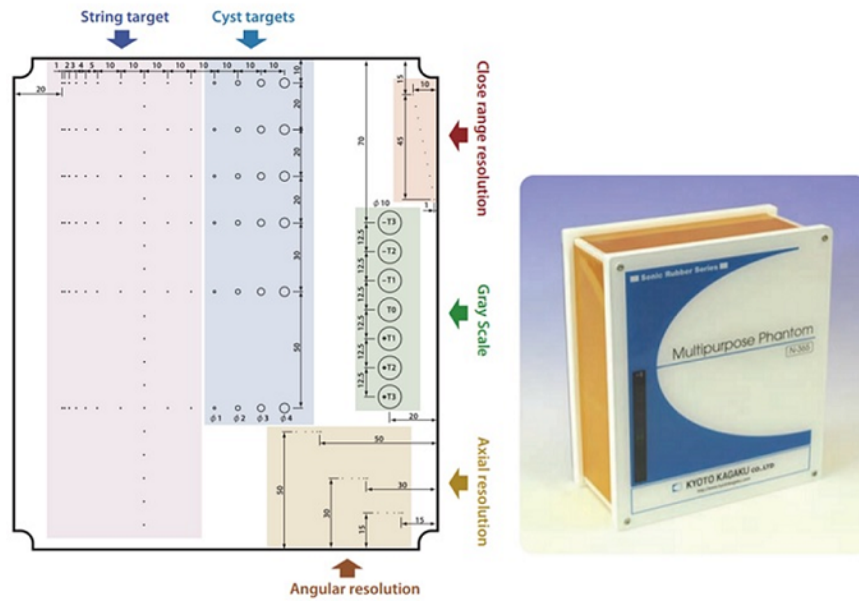 String target
Cyst targets
1 2 3 4 5 10 10 10 10 10 10 10 10
10
20
20
20
20
30
50
φ1 φ2 φ3 φ4
70
15
10
45
1
φ10
-T3
-T2
-T1
T0
+T1
+T2
+T3
12.5
12.5
12.5
12.5
12.5
12.5
20
50
30
15
50
30
15
Close range resolution
Gray Scale
Axial resolution
Angular resolution
Sonic Rubber Series
Multipurpose Phantom
N-365
KYOTO KAGAKU CO.,LTD